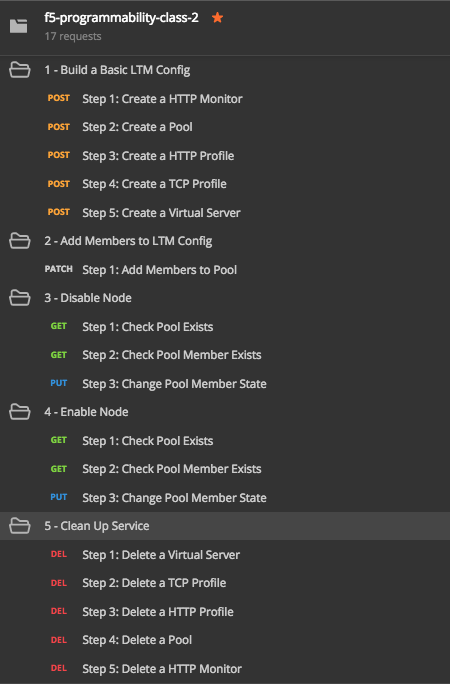 f5-programmability-class-2
17 requests
1 - Build a Basic LTM Config
POST Step 1: Create a HTTP Monitor
POST Step 2: Create a Pool
POST Step 3: Create a HTTP Profile
POST Step 4: Create a TCP Profile
POST Step 5: Create a Virtual Server
2 - Add Members to LTM Config
PATCH Step 1: Add Members to Pool
3 - Disable Node
GET Step 1: Check Pool Exists
GET Step 2: Check Pool Member Exists
PUT Step 3: Change Pool Member State
4 - Enable Node
GET Step 1: Check Pool Exists
GET Step 2: Check Pool Member Exists
PUT Step 3: Change Pool Member State
5 - Clean Up Service
DEL Step 1: Delete a Virtual Server
DEL Step 2: Delete a TCP Profile
DEL Step 3: Delete a HTTP Profile
DEL Step 4: Delete a Pool
DEL Step 5: Delete a HTTP Monitor